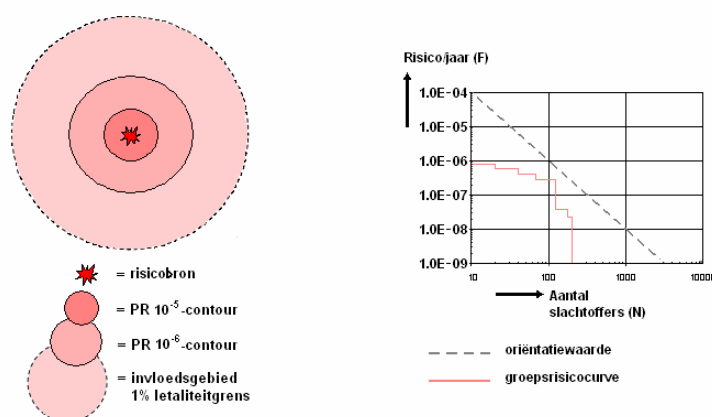 = risicobron
= PR 10⁻⁵-contour
= PR 10⁻⁶-contour
= invloedsgebied
1% letaliteitgrens
Risico/jaar (F)
1.0E-04
1.0E-05
1.0E-06
1.0E-07
1.0E-08
1.0E-09
10
100
1000
10000
Aantal
slachtoffers (N)
oriëntatiewaarde
groepsrisicocurve